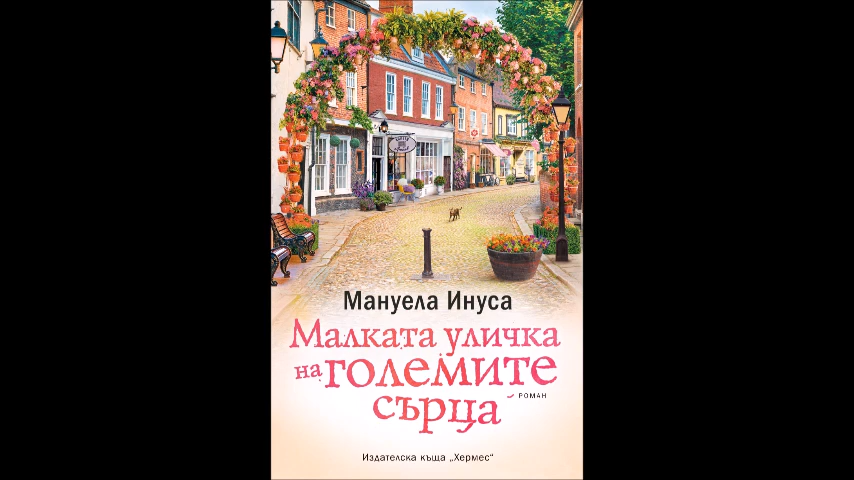 Мануела Инуса
Малката уличка
на големите
сърца
роман
Издателска къща „Хермес“